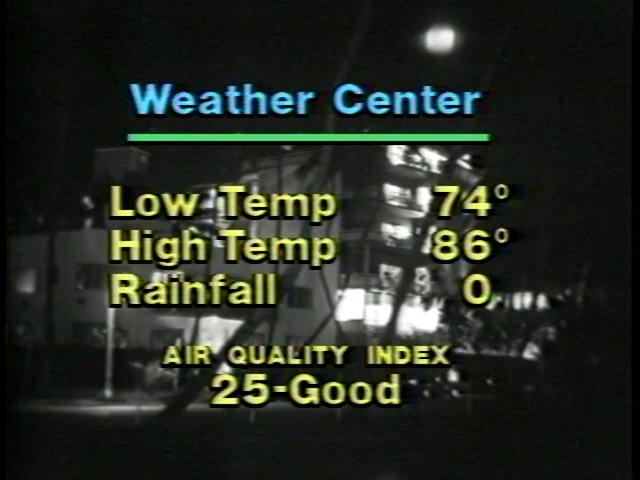 Weather Center
Low Temp 74°
High Temp 86°
Rainfall 0
AIR QUALITY INDEX
25-Good